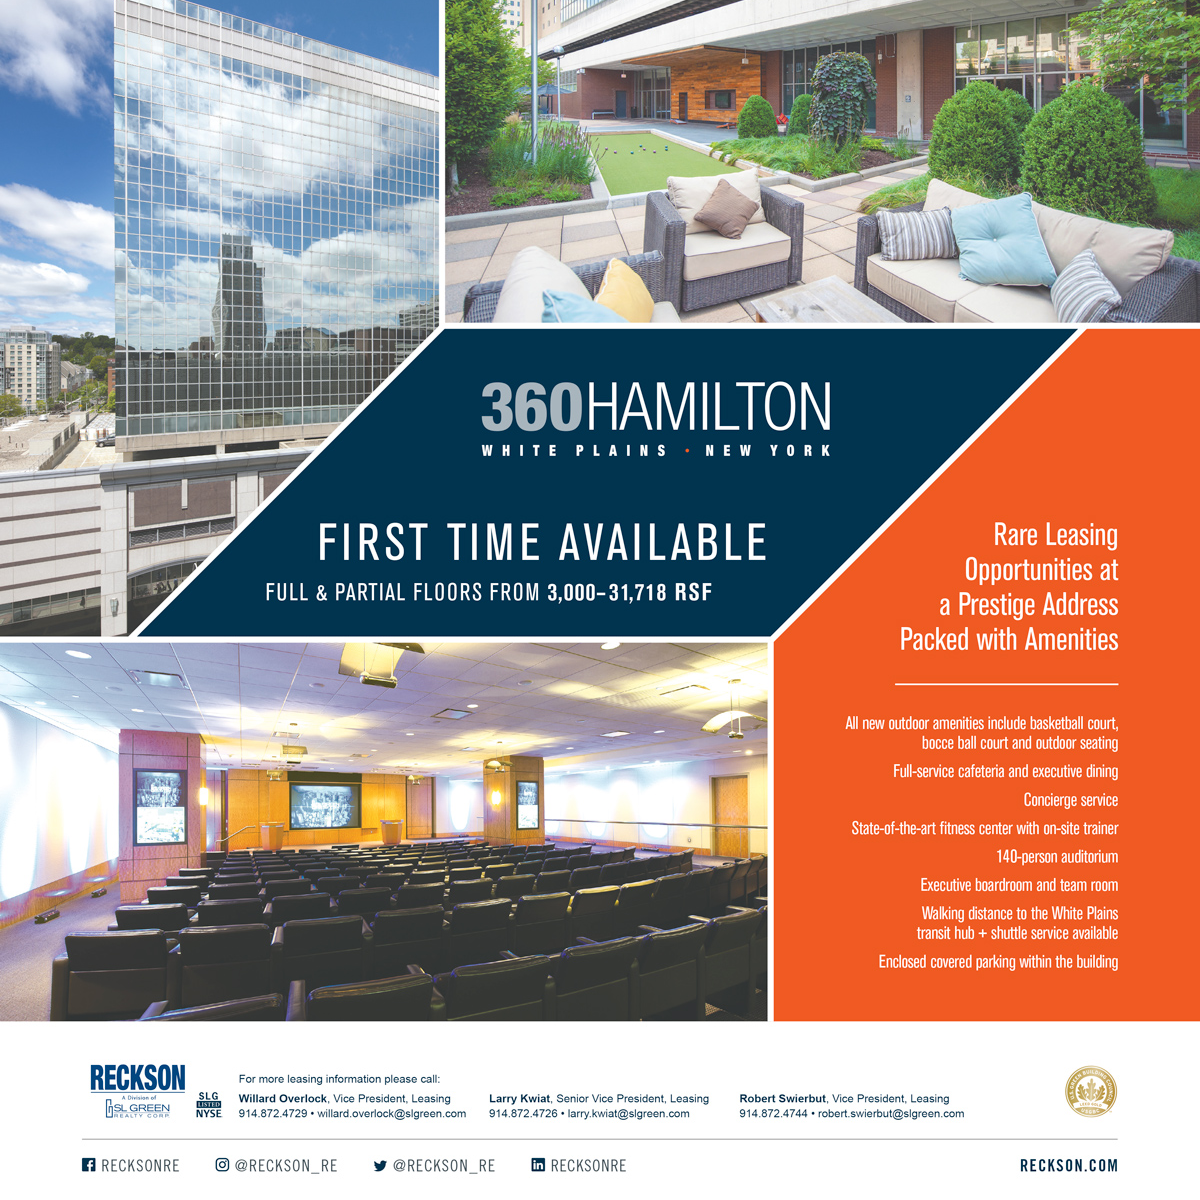 360HAMILTON
WHITE PLAINS • NEW YORK
FIRST TIME AVAILABLE
FULL & PARTIAL FLOORS FROM 3,000–31,718 RSF
Rare Leasing
Opportunities at
a Prestige Address
Packed with Amenities
All new outdoor amenities include basketball court,
bocce ball court and outdoor seating
Full-service cafeteria and executive dining
Concierge service
State-of-the-art fitness center with on-site trainer
140-person auditorium
Executive boardroom and team room
Walking distance to the White Plains
transit hub + shuttle service available
Enclosed covered parking within the building
RECKSON
A Division of
SL GREEN
REALTY CORP.
SLG
LISTED
NYSE
For more leasing information please call:
Willard Overlock, Vice President, Leasing
914.872.4729 • willard.overlock@slgreen.com
Larry Kwiat, Senior Vice President, Leasing
914.872.4726 • larry.kwiat@slgreen.com
Robert Swierbut, Vice President, Leasing
914.872.4744 • robert.swierbut@slgreen.com
U.S. GREEN BUILDING COUNCIL
LEED GOLD
USGBC
RECKSONRE
@RECKSON_RE
@RECKSON_RE
RECKSONRE
RECKSON.COM